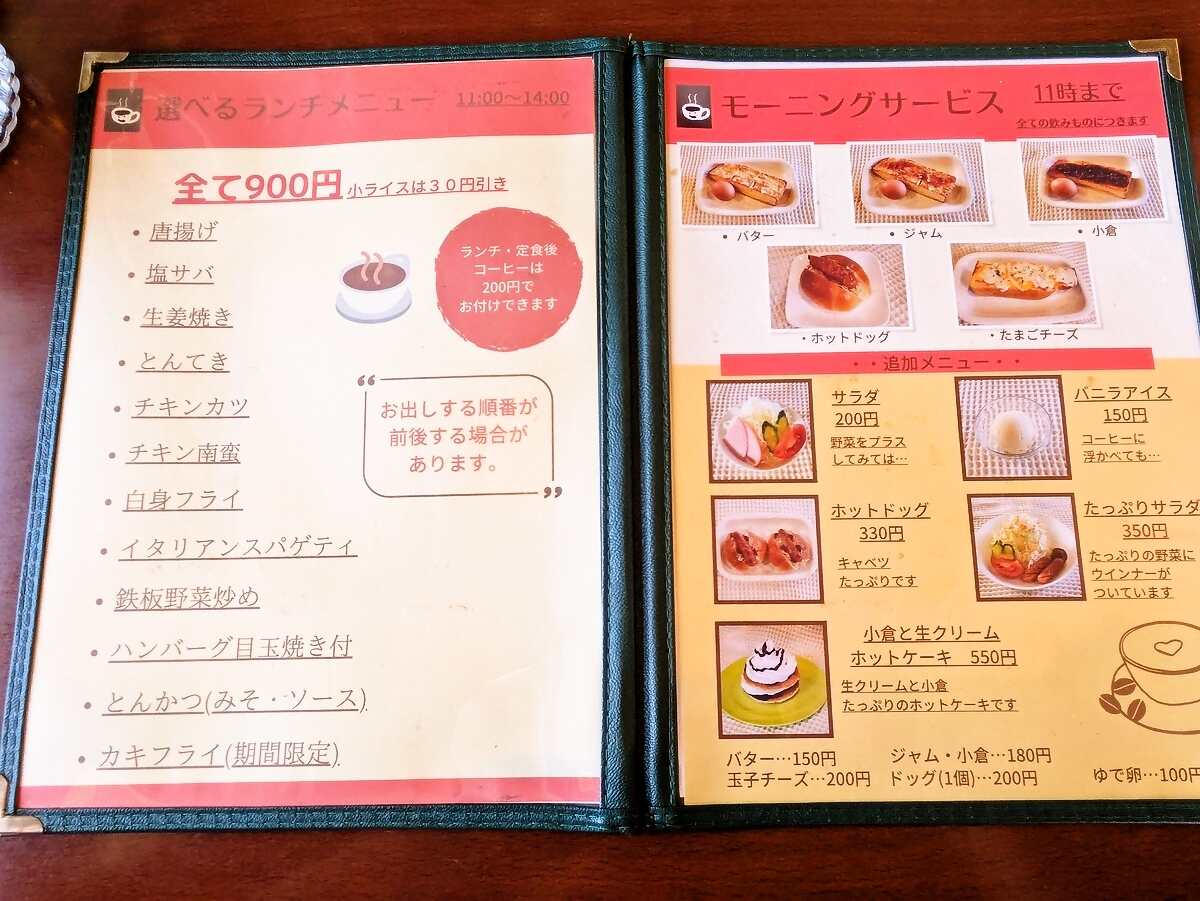 選べるランチメニュー 11:00～14:00
全て900円 小ライスは３０円引き
・唐揚げ
・塩サバ
・生姜焼き
・とんてき
・チキンカツ
・チキン南蛮
・白身フライ
・イタリアンスパゲティ
・鉄板野菜炒め
・ハンバーグ目玉焼き付
・とんかつ(みそ・ソース)
・カキフライ(期間限定)
ランチ・定食後
コーヒーは
200円で
お付けできます
お出しする順番が
前後する場合が
あります。
モーニングサービス 11時まで
全ての飲みものにつきます
・バター
・ジャム
・小倉
・ホットドッグ
・たまごチーズ
・・追加メニュー・・
サラダ
200円
野菜をプラス
してみては…
バニラアイス
150円
コーヒーに
浮かべても…
ホットドッグ
330円
キャベツ
たっぷりです
たっぷりサラダ
350円
たっぷりの野菜に
ウインナーが
ついています
小倉と生クリーム
ホットケーキ 550円
生クリームと小倉
たっぷりのホットケーキです
バター…150円 ジャム・小倉…180円
玉子チーズ…200円 ドッグ(1個)…200円 ゆで卵…100円